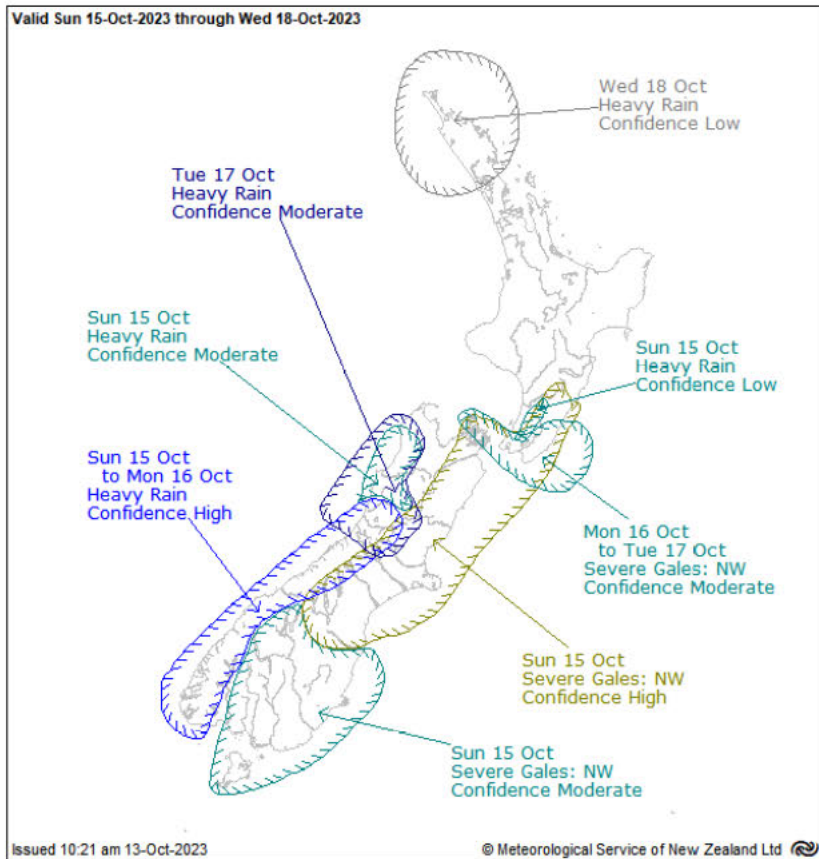 Valid Sun 15-Oct-2023 through Wed 18-Oct-2023
Wed 18 Oct
Heavy Rain
Confidence Low
Tue 17 Oct
Heavy Rain
Confidence Moderate
Sun 15 Oct
Heavy Rain
Confidence Moderate
Sun 15 Oct
Heavy Rain
Confidence Low
Sun 15 Oct
to Mon 16 Oct
Heavy Rain
Confidence High
Mon 16 Oct
to Tue 17 Oct
Severe Gales: NW
Confidence Moderate
Sun 15 Oct
Severe Gales: NW
Confidence High
Sun 15 Oct
Severe Gales: NW
Confidence Moderate
Issued 10:21 am 13-Oct-2023
© Meteorological Service of New Zealand Ltd